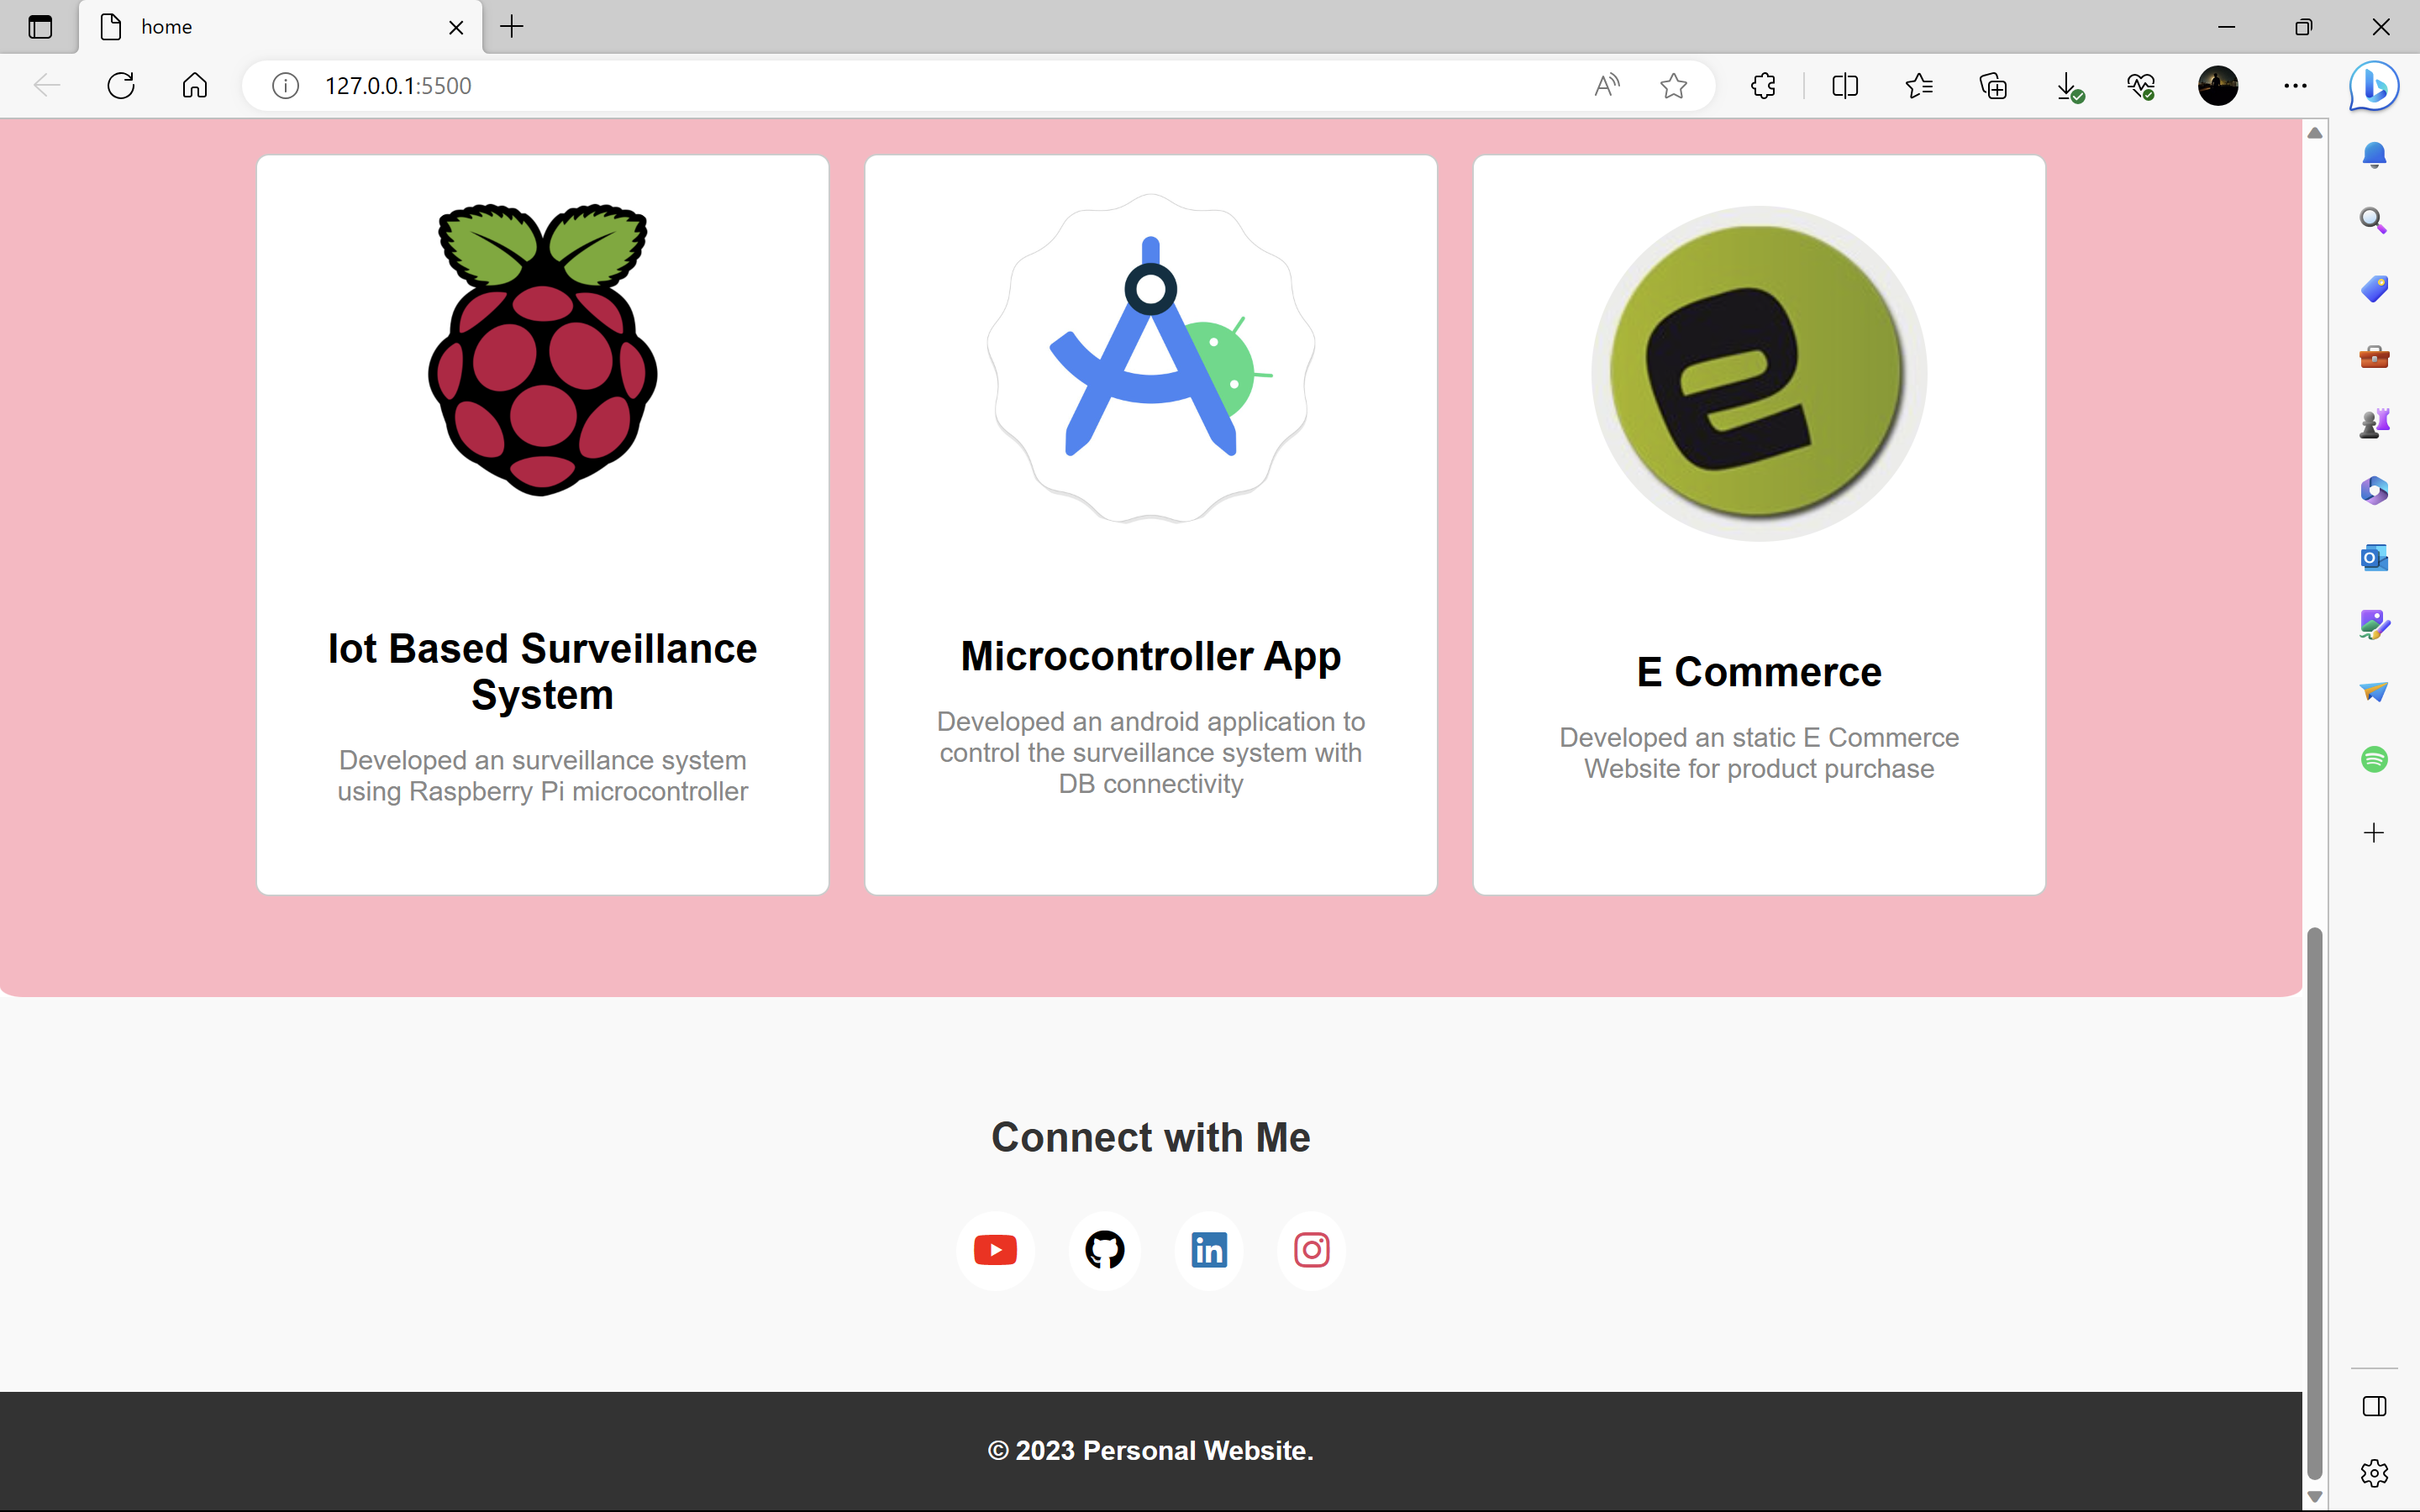 home
127.0.0.1:5500
Iot Based Surveillance
System
Developed an surveillance system
using Raspberry Pi microcontroller
Microcontroller App
Developed an android application to
control the surveillance system with
DB connectivity
E Commerce
Developed an static E Commerce
Website for product purchase
Connect with Me
© 2023 Personal Website.